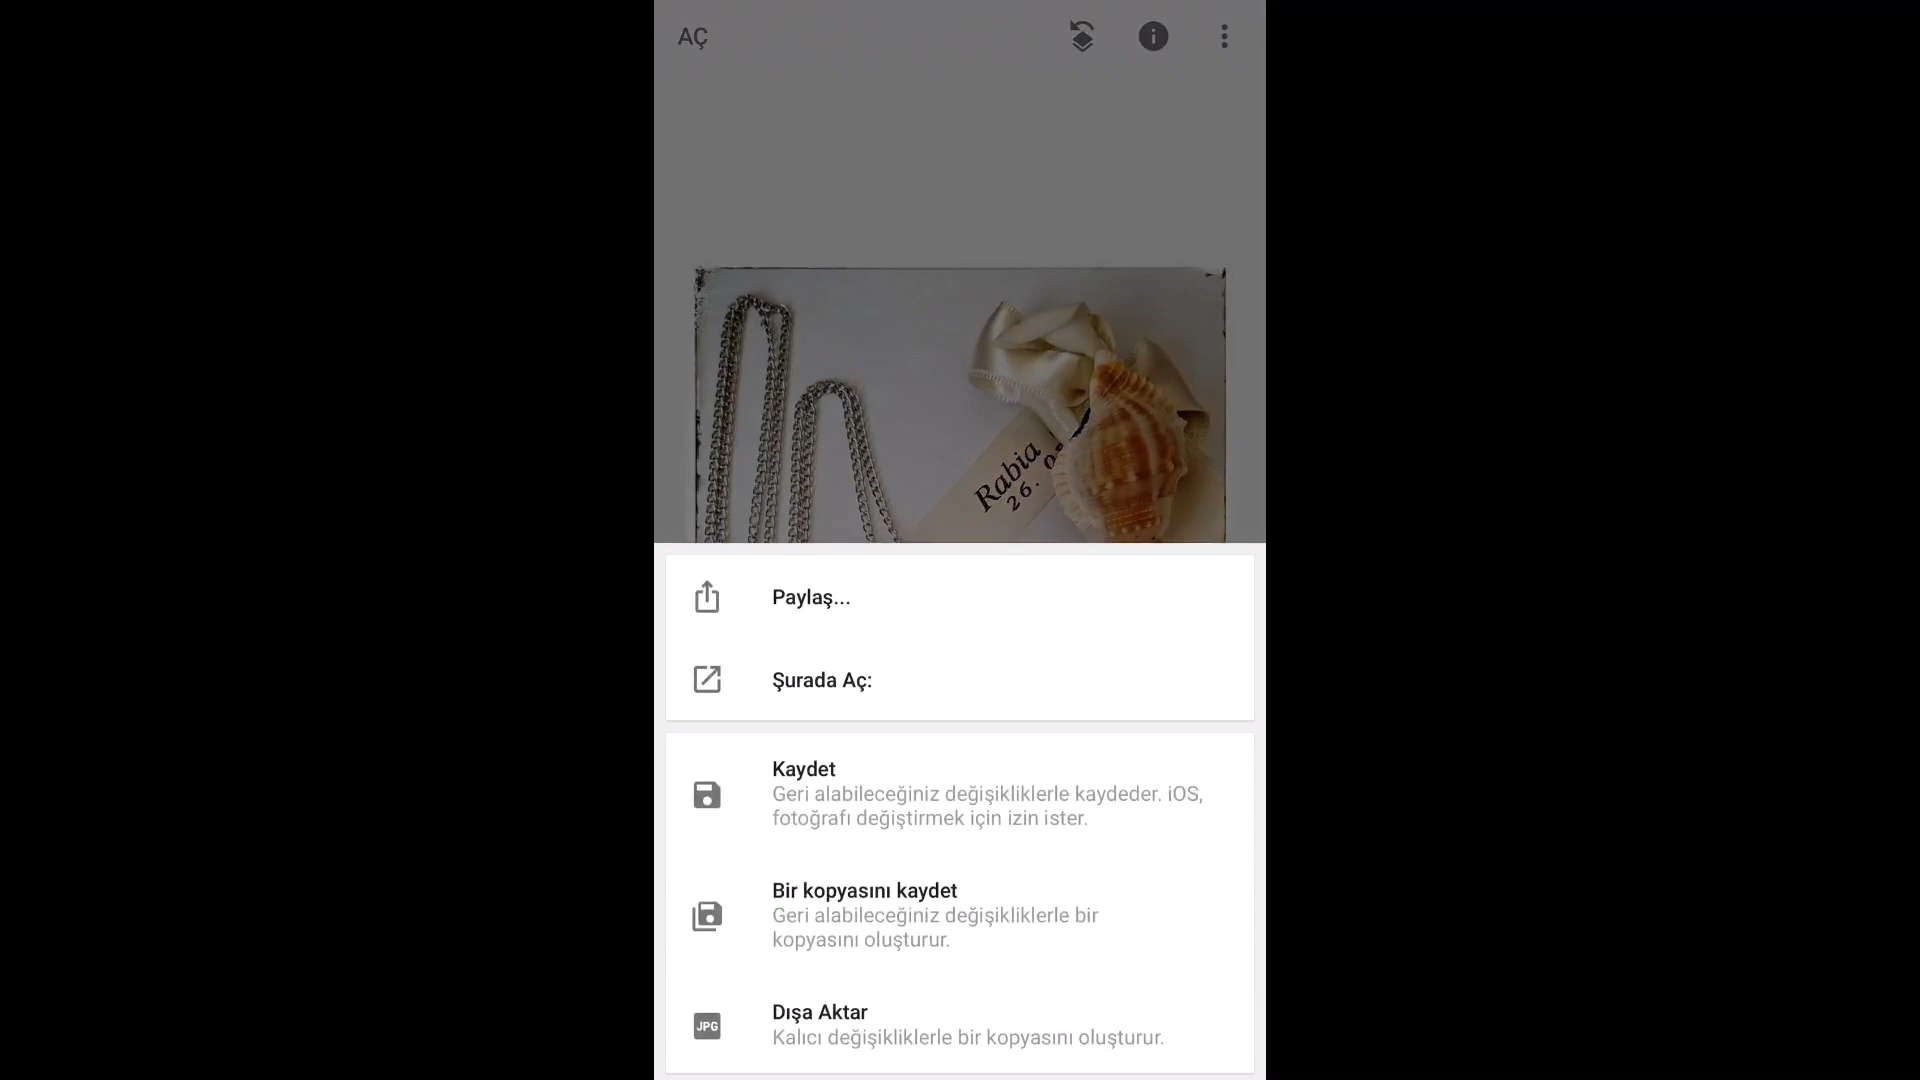 AÇ
Rabia
26.
Paylaş...
Şurada Aç:
Kaydet
Geri alabileceğiniz değişikliklerle kaydeder. iOS,
fotoğrafı değiştirmek için izin ister.
Bir kopyasını kaydet
Geri alabileceğiniz değişikliklerle bir
kopyasını oluşturur.
JPG
Dışa Aktar
Kalıcı değişikliklerle bir kopyasını oluşturur.